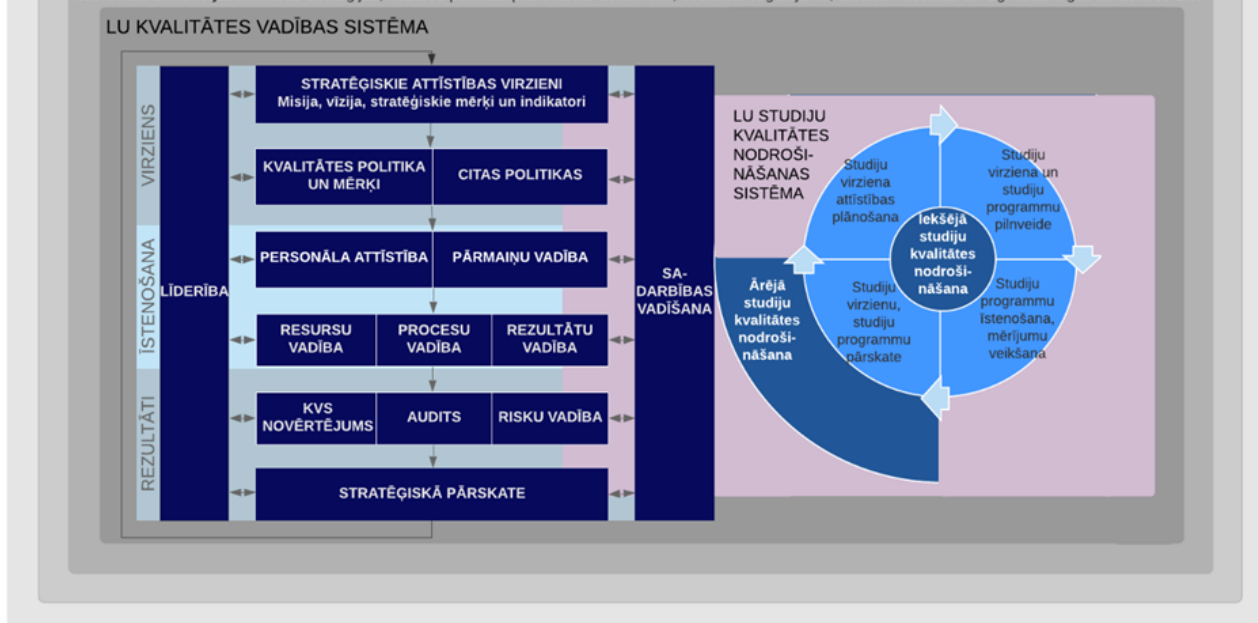 LU KVALITĀTES VADĪBAS SISTĒMA
VIRZIENS
ĪSTENOŠANA
REZULTĀTI
LĪDERĪBA
STRATĒĢISKIE ATTĪSTĪBAS VIRZIENI
Misija, vīzija, stratēģiskie mērķi un indikatori
KVALITĀTES POLITIKA
UN MĒRĶI
CITAS POLITIKAS
PERSONĀLA ATTĪSTĪBA
PĀRMAIŅU VADĪBA
RESURSU
VADĪBA
PROCESU
VADĪBA
REZULTĀTU
VADĪBA
KVS
NOVĒRTĒJUMS
AUDITS
RISKU VADĪBA
STRATĒĢISKĀ PĀRSKATE
SA-
DARBĪBAS
VADĪŠANA
LU STUDIJU
KVALITĀTES
NODROŠI-
NĀŠANAS
SISTĒMA
Studiju
virziena
attīstības
plānošana
Studiju
virziena un
studiju
programmu
pilnveide
Iekšējā
studiju
kvalitātes
nodroši-
nāšana
Ārējā
studiju
kvalitātes
nodroši-
nāšana
Studiju
virzienu,
studiju
programmu
pārskate
Studiju
programmu
īstenošana,
mērījumu
veikšana